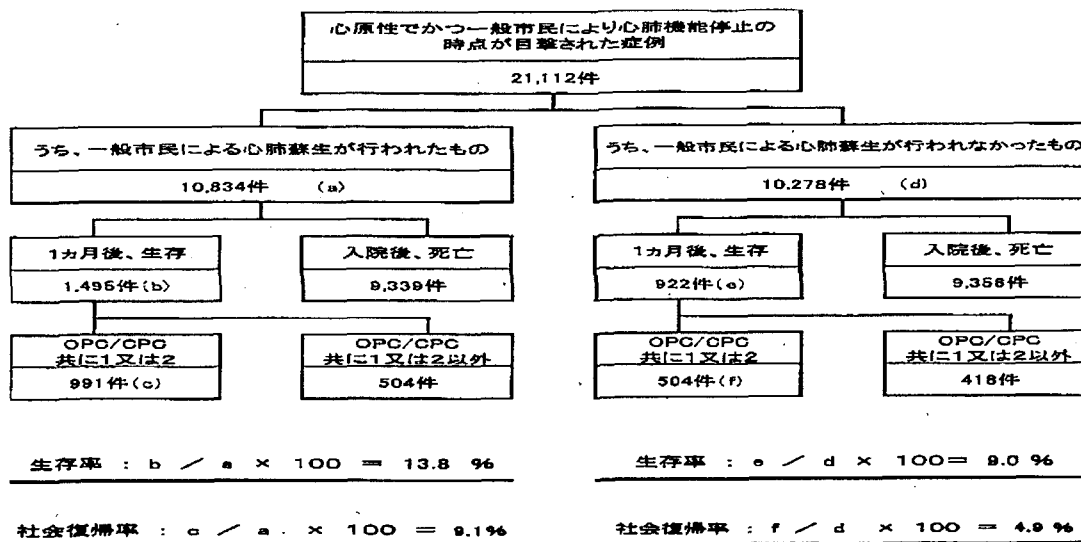 心原性でかつ一般市民により心肺機能停止の
時点が目撃された症例
21,112件
うち、一般市民による心肺蘇生が行われたもの
10,834件 (a)
うち、一般市民による心肺蘇生が行われなかったもの
10,278件 (d)
1カ月後、生存
1,495件(b)
入院後、死亡
9,339件
1カ月後、生存
922件(e)
入院後、死亡
9,356件
OPC/CPC
共に1又は2
991件(c)
OPC/CPC
共に1又は2以外
504件
OPC/CPC
共に1又は2
504件(f)
OPC/CPC
共に1又は2以外
418件
生存率 : b / a × 100 = 13.8 %
生存率 : e / d × 100= 9.0 %
社会復帰率 : c / a × 100 = 9.1%
社会復帰率 : f / d × 100 = 4.9 %